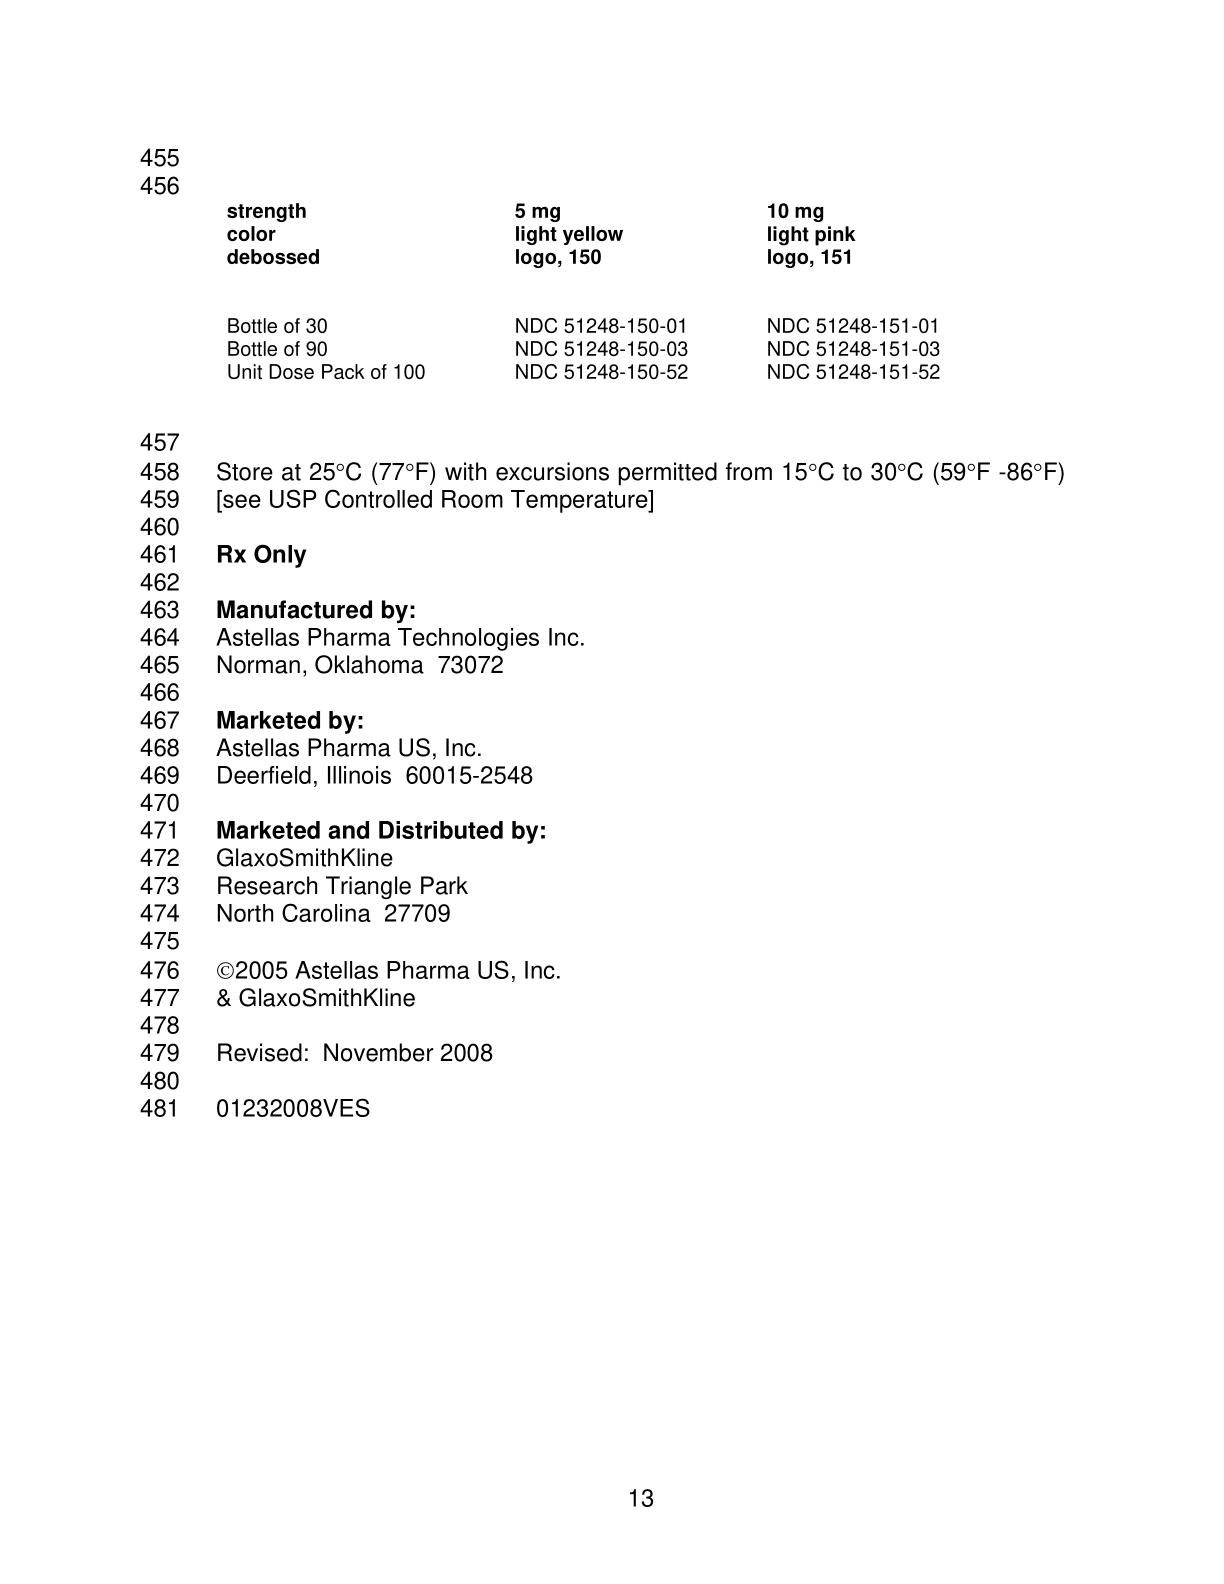 455
456
strength 5 mg 10 mg
color light yellow light pink
debossed logo, 150 logo, 151
Bottle of 30 NDC 51248-150-01 NDC 51248-151-01
Bottle of 90 NDC 51248-150-03 NDC 51248-151-03
Unit Dose Pack of 100 NDC 51248-150-52 NDC 51248-151-52
457
458 Store at 25°C (77°F) with excursions permitted from 15°C to 30°C (59°F -86°F)
459 [see USP Controlled Room Temperature]
460
461 Rx Only
462
463 Manufactured by:
464 Astellas Pharma Technologies Inc.
465 Norman, Oklahoma 73072
466
467 Marketed by:
468 Astellas Pharma US, Inc.
469 Deerfield, Illinois 60015-2548
470
471 Marketed and Distributed by:
472 GlaxoSmithKline
473 Research Triangle Park
474 North Carolina 27709
475
476 ©2005 Astellas Pharma US, Inc.
477 & GlaxoSmithKline
478
479 Revised: November 2008
480
481 01232008VES
13